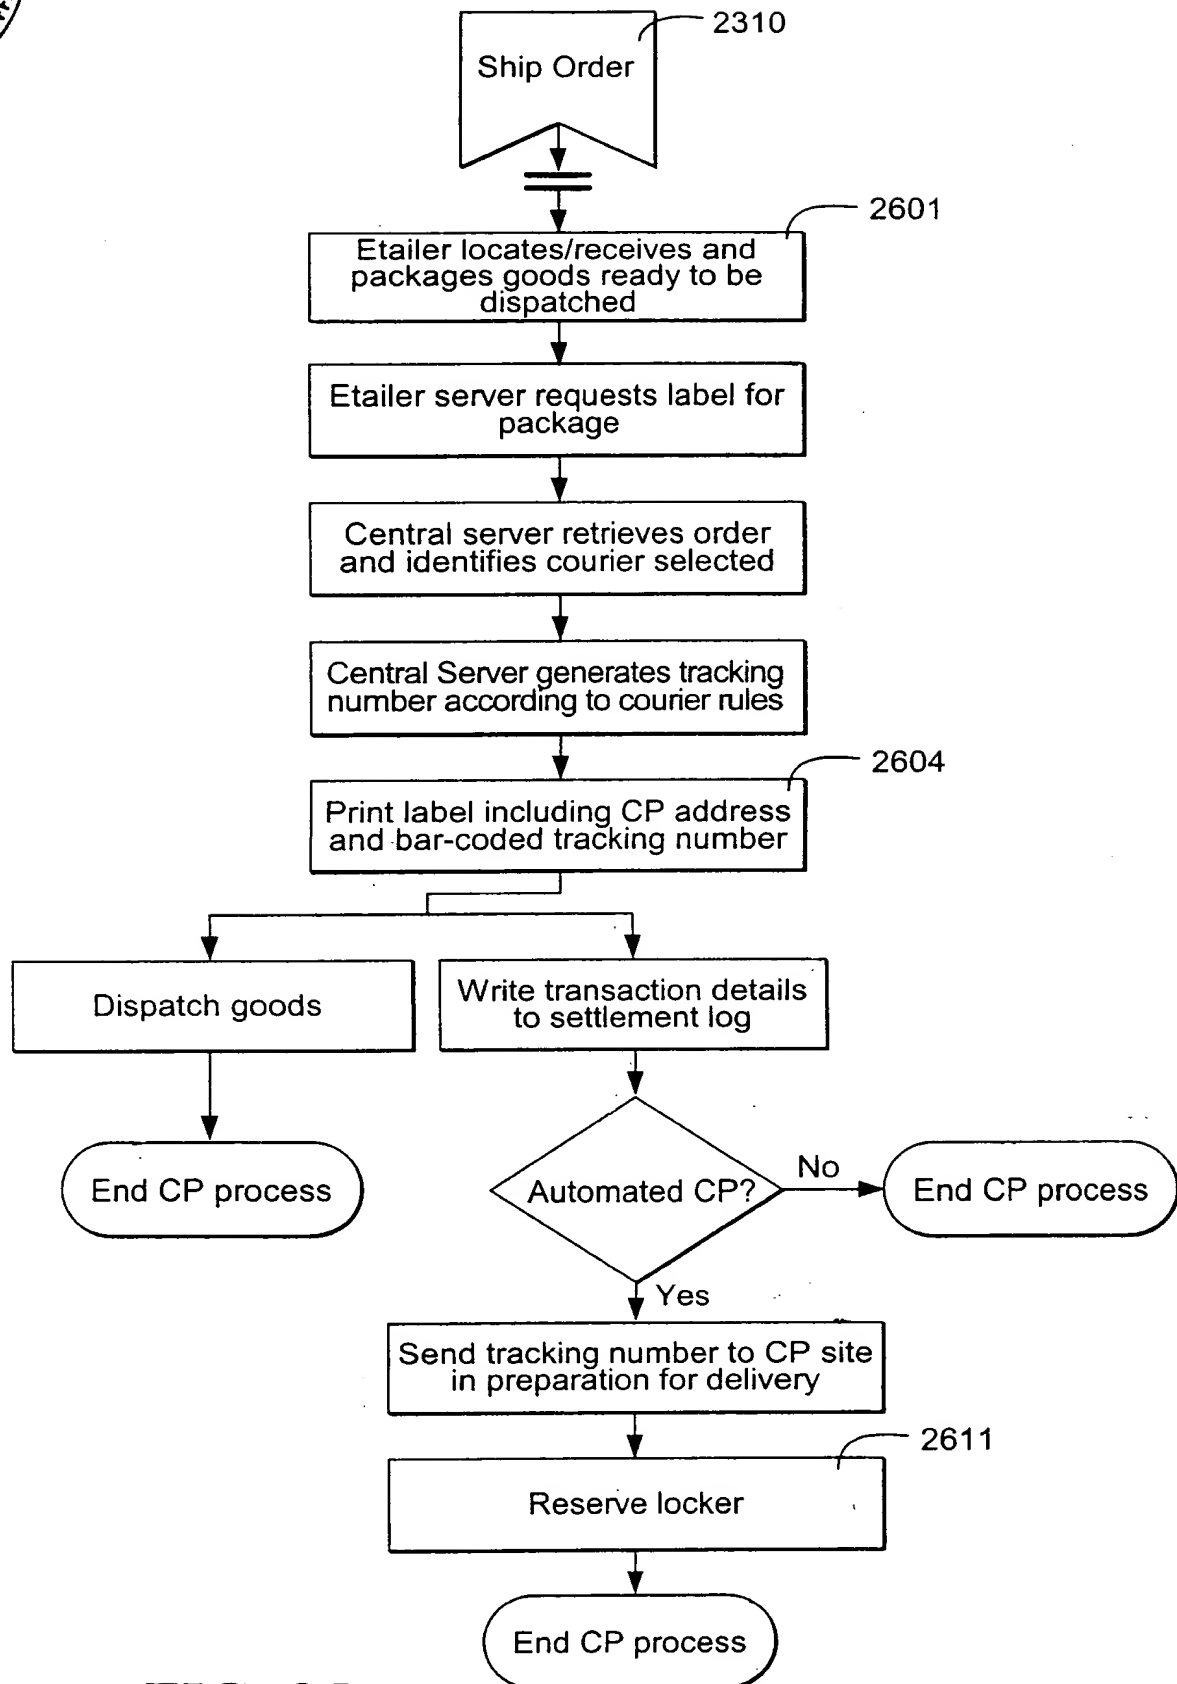 2310
Ship Order
2601
Etailer locates/receives and
packages goods ready to be
dispatched
Etailer server requests label for
package
Central server retrieves order
and identifies courier selected
Central Server generates tracking
number according to courier rules
2604
Print label including CP address
and bar-coded tracking number
Dispatch goods
Write transaction details
to settlement log
End CP process
Automated CP?
No
End CP process
Yes
Send tracking number to CP site
in preparation for delivery
2611
Reserve locker
End CP process